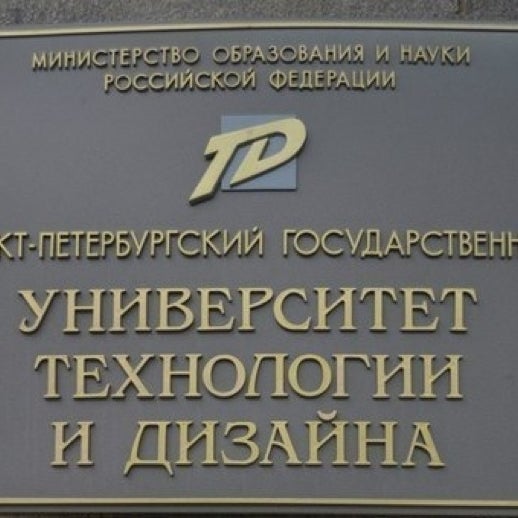 МИНИСТЕРСТВО ОБРАЗОВАНИЯ И НАУКИ
РОССИЙСКОЙ ФЕДЕРАЦИИ
ТД
КТ-ПЕТЕРБУРГСКИЙ ГОСУДАРСТВЕНН
УНИВЕРСИТЕТ
ТЕХНОЛОГИИ
И ДИЗАЙНА